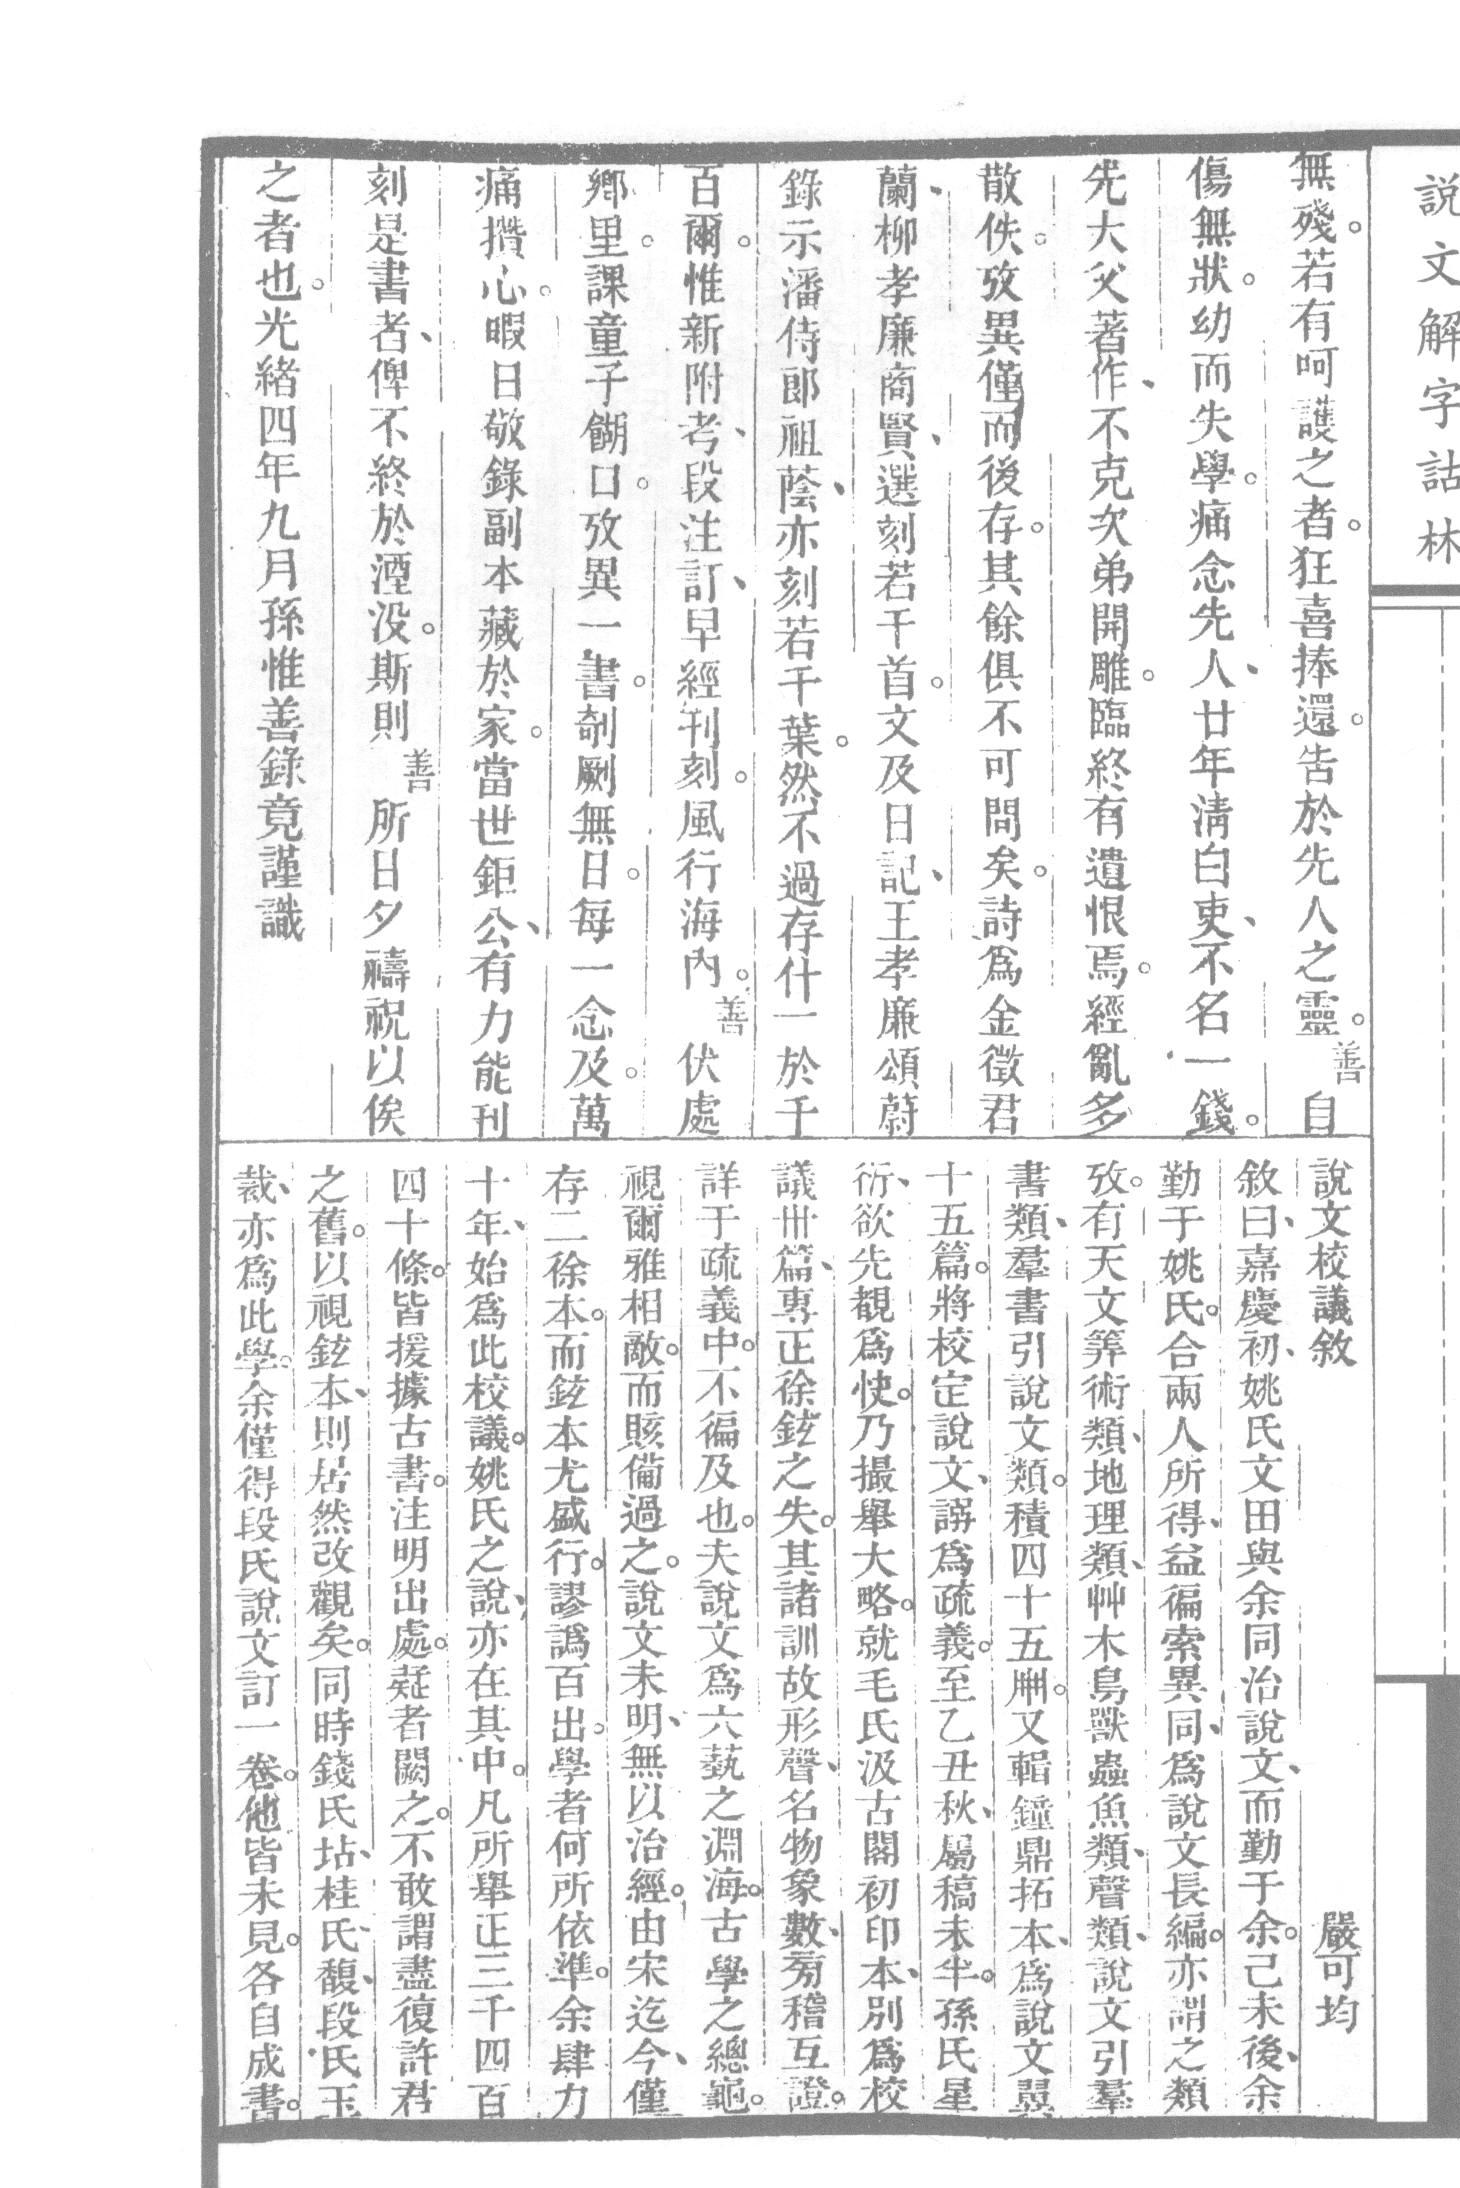 說文解字詁林
無殘。若有呵護之者。狂喜捧還。告於先人之靈。善自
傷無狀。幼而失學。痛念先人、廿年淸白吏、不名一錢。
先大父著作、不克次弟開雕。臨終有遺恨焉。經亂多
散佚。攷異僅而後存。其餘俱不可問矣。詩爲金徵君
蘭、柳孝廉商賢、選刻若干首。文及日記、王孝廉頌蔚
錄示潘侍郎祖蔭、亦刻若干葉。然不過存什一於千
百爾。惟新附考、段注訂、早經刊刻。風行海內。善伏處
鄉里。課童子餬口。攷異一書。剞劂無日。每一念及。萬
痛攢心。暇日敬錄副本藏於家。當世鉅公、有力能刊
刻是書者、俾不終於湮沒。斯則善所日夕禱祝以俟
之者也。光緒四年九月孫惟善錄竟謹識
說文校議敘　嚴可均
敘曰、嘉慶初、姚氏文田與余同治說文、而勤于余。己未後、余
勤于姚氏。合兩人所得、益徧索異同、爲說文長編。亦謂之類
攷。有天文筭術類、地理類、艸木鳥獸蟲魚類、聲類、說文引羣
書類、羣書引說文類。積四十五冊。又輯鐘鼎拓本、爲說文翼
十五篇。將校定說文、譔爲疏義。至乙丑秋、屬稿未半。孫氏星
衍、欲先覩爲快。乃撮舉大略。就毛氏汲古閣初印本、別爲校
議卅篇、專正徐鉉之失。其諸訓故形聲、名物象數、㫄稽互證。
詳于疏義中。不徧及也。夫說文爲六藝之淵海。古學之總龜。
視爾雅相敵。而賅備過之。說文未明、無以治經。由宋迄今、僅
存二徐本。而鉉本尤盛行。謬譌百出。學者何所依準。余肆力
十年、始爲此校議。姚氏之說、亦在其中。凡所舉正三千四百
四十條。皆援據古書。注明出處。疑者闕之。不敢謂盡復許君
之舊。以視鉉本、則居然改觀矣。同時錢氏坫、桂氏馥、段氏玉
裁、亦爲此學。余僅得段氏說文訂一卷。他皆未見。各自成書。